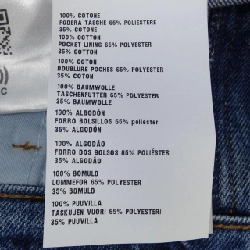 100% COTONE
FODERA TASCHE 65% POLIESTERE
35% COTONE
100% COTTON
POCKET LINING 65% POLYESTER
35% COTTON
100% COTON
DOUBLURE POCHES 65% POLYESTER
35% COTON
100% BAUMWOLLE
TASCHENFUTTER 65% POLYESTER
35% BAUMWOLLE
100% ALGODÓN
FORRO BOLSILLOS 65% poliester
35% ALGODÓN
100% ALGODÃO
FORRO DOS BOLSOS 65% POLIÉSTER
35% ALGODÃO
100% BOMULD
LOMMEFOR 65% POLYESTER
35% BOMULD
100% PUUVILLA
TASKUJEN VUORI 65% POLYESTERI
35% PUUVILLA